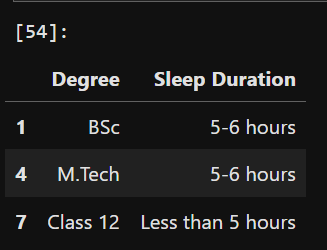 [54]:
Degree Sleep Duration
1 BSc 5-6 hours
4 M.Tech 5-6 hours
7 Class 12 Less than 5 hours